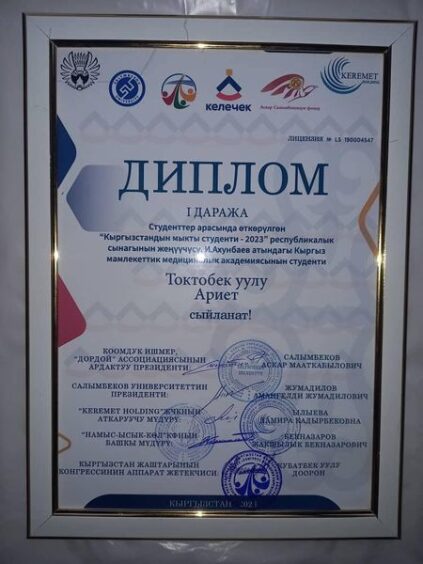 КЕЛЕЧЕК
KEREMET
ЛИЦЕНЗИЯ № LS 190004547
ДИПЛОМ
I ДАРАЖА
Студенттер арасында өткөрүлгөн
"Кыргызстандын мыкты студенти - 2023" республикалык
сынагынын жеңүүчүсү, И.Ахунбаев атындагы Кыргыз
мамлекеттик медициналык академиясынын студенти
Токтобек уулу
Ариет
сыйланат!
КООМДУК ИШМЕР,
"ДОРДОЙ" АССОЦИАЦИЯСЫНЫН
АРДАКТУУ ПРЕЗИДЕНТИ
САЛЫМБЕКОВ
АСКАР МААТКАБЫЛОВИЧ
САЛЫМБЕКОВ УНИВЕРСИТЕТТИН
ПРЕЗИДЕНТИ:
ЖУМАДИЛОВ
АМАНГЕЛДИ ЖУМАДИЛОВИЧ
"KEREMET HOLDING" ЖЧКНЫН
АТКАРУУЧУ МҮДҮРҮ:
ЫЛЫЕВА
ДАМИРА КАДЫРБЕКОВНА
"НАМЫС-ЫСЫК-КӨЛ" КФНЫН
БАШКЫ МҮДҮРҮ:
БЕКНАЗАРОВ
ЖАКШЫЛЫК БЕКНАЗАРОВИЧ
КЫРГЫЗСТАН ЖАШТАРЫНЫН
КОНГРЕССИНИН АППАРАТ ЖЕТЕКЧИСИ
КУБАТБЕК УУЛУ
ДООРОН
КЫРГЫЗСТАН 2023